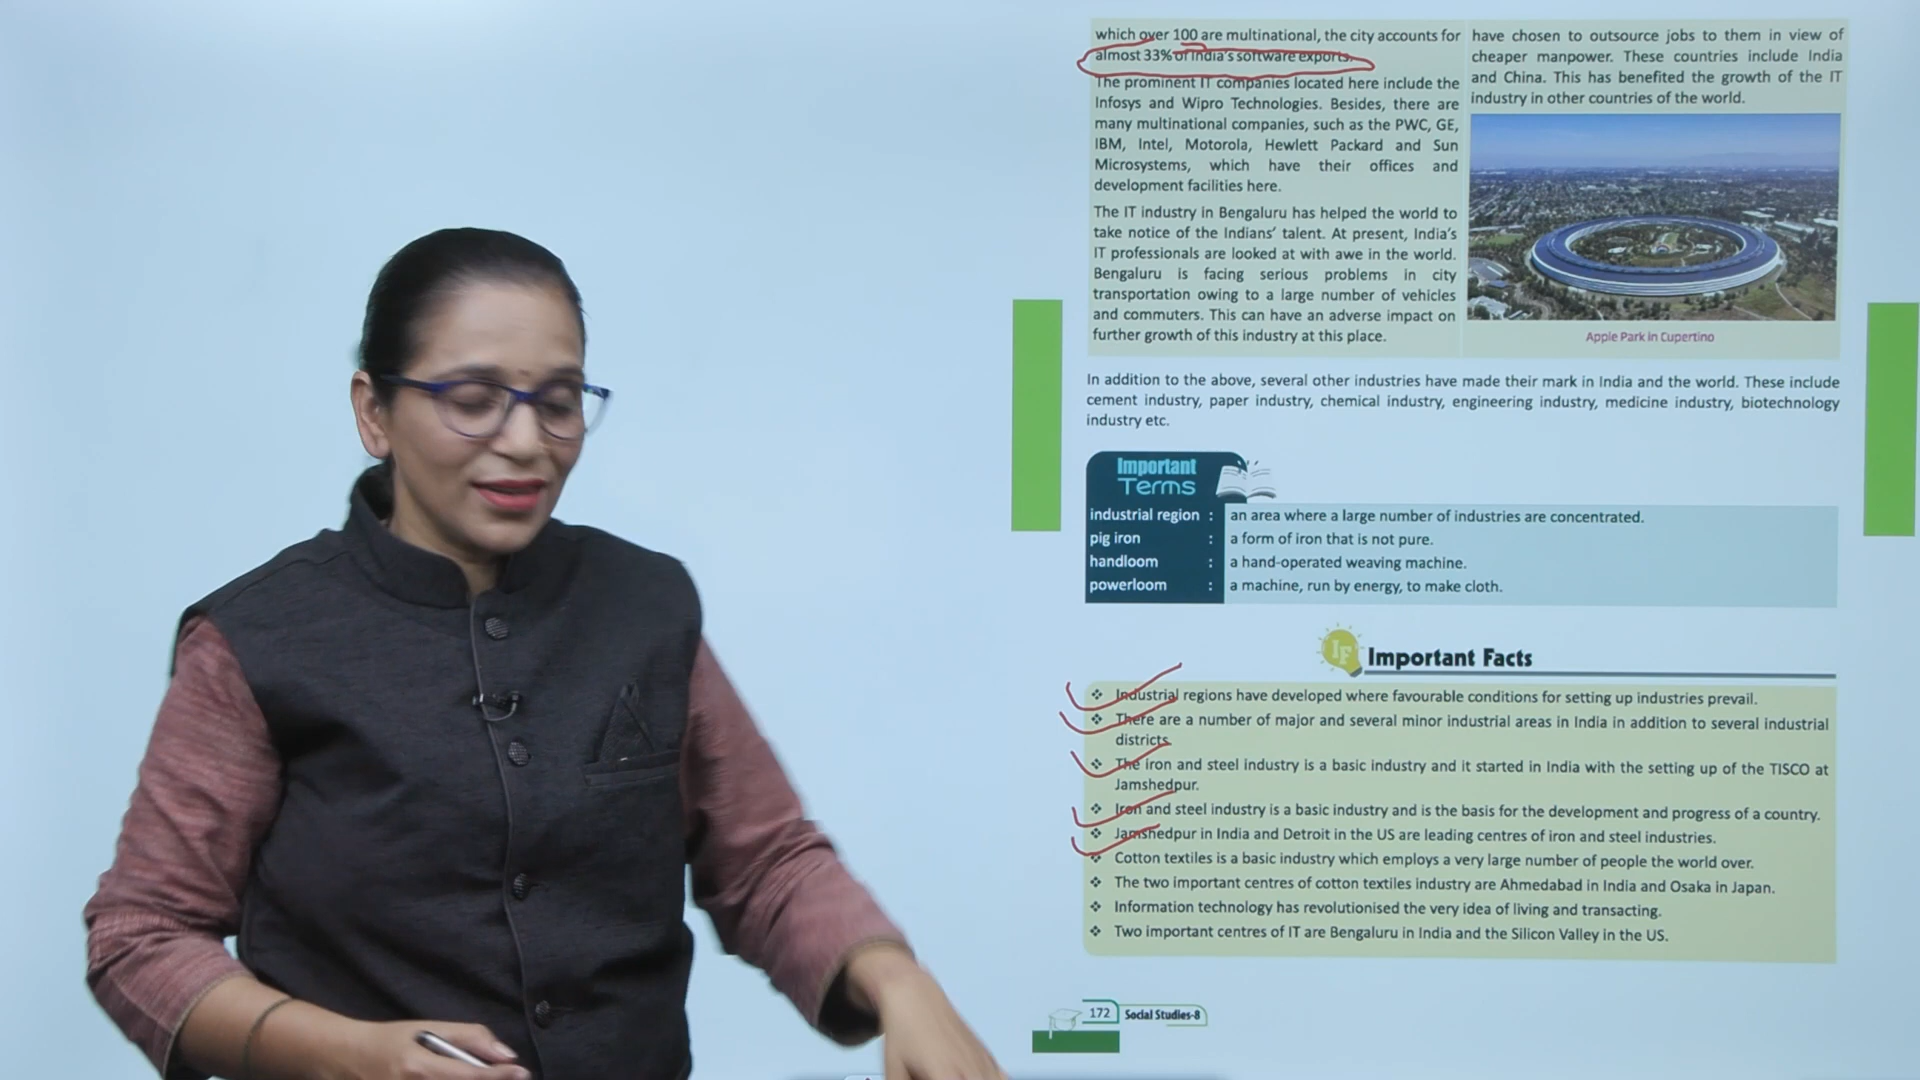 which over 100 are multinational, the city accounts for
almost 33% of India's software exports.
The prominent IT companies located here include the
Infosys and Wipro Technologies. Besides, there are
many multinational companies, such as the PWC, GE,
IBM, Intel, Motorola, Hewlett Packard and Sun
Microsystems, which have their offices and
development facilities here.
The IT industry in Bengaluru has helped the world to
take notice of the Indians' talent. At present, India's
IT professionals are looked at with awe in the world.
Bengaluru is facing serious problems in city
transportation owing to a large number of vehicles
and commuters. This can have an adverse impact on
further growth of this industry at this place.
have chosen to outsource jobs to them in view of
cheaper manpower. These countries include India
and China. This has benefited the growth of the IT
industry in other countries of the world.
Apple Park in Cupertino
In addition to the above, several other industries have made their mark in India and the world. These include
cement industry, paper industry, chemical industry, engineering industry, medicine industry, biotechnology
industry etc.
Important
Terms
industrial region : an area where a large number of industries are concentrated.
pig iron : a form of iron that is not pure.
handloom : a hand-operated weaving machine.
powerloom : a machine, run by energy, to make cloth.
IF Important Facts
❖ Industrial regions have developed where favourable conditions for setting up industries prevail.
❖ There are a number of major and several minor industrial areas in India in addition to several industrial
districts.
❖ The iron and steel industry is a basic industry and it started in India with the setting up of the TISCO at
Jamshedpur.
❖ Iron and steel industry is a basic industry and is the basis for the development and progress of a country.
❖ Jamshedpur in India and Detroit in the US are leading centres of iron and steel industries.
❖ Cotton textiles is a basic industry which employs a very large number of people the world over.
❖ The two important centres of cotton textiles industry are Ahmedabad in India and Osaka in Japan.
❖ Information technology has revolutionised the very idea of living and transacting.
❖ Two important centres of IT are Bengaluru in India and the Silicon Valley in the US.
172 Social Studies-8